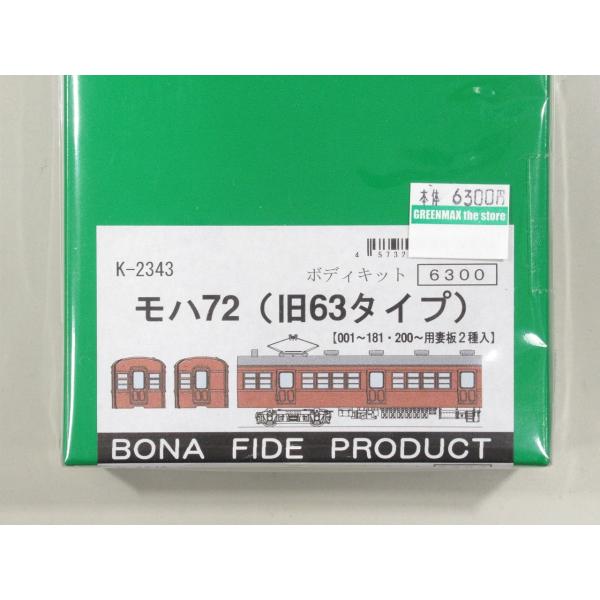 本体 6300円
GREENMAX the store
4 5732
K-2343
ボディキット 6300
モハ72（旧63タイプ）
【001～181・200～用妻板2種入】
BONA FIDE PRODUCT